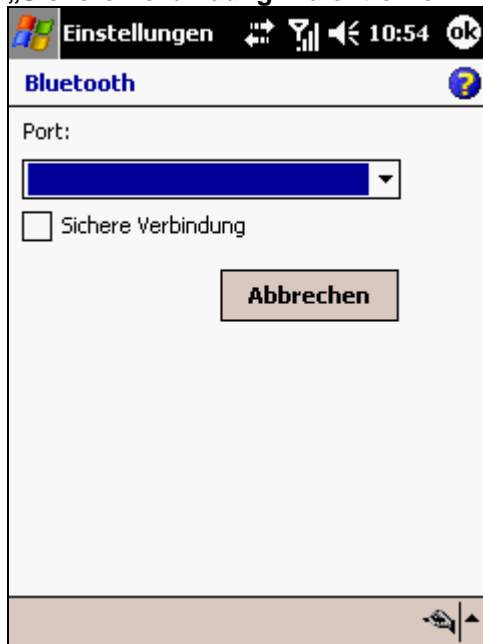 Einstellungen 10:54 ok
Bluetooth
Port:
Sichere Verbindung
Abbrechen